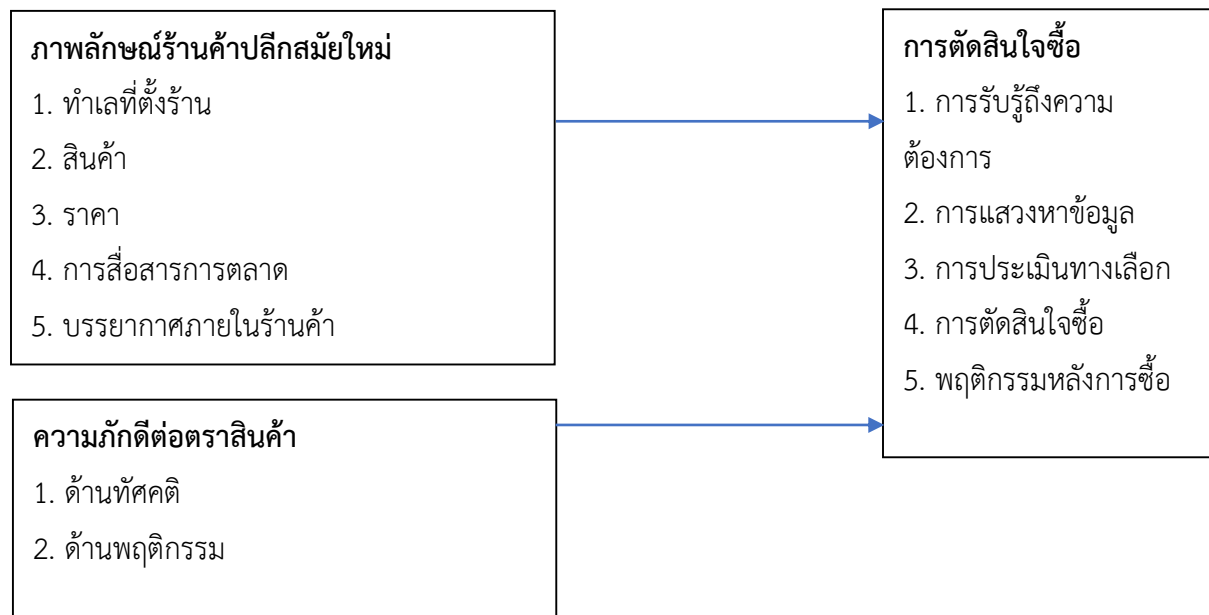 ภาพลักษณ์ร้านค้าปลีกสมัยใหม่
1. ทำเลที่ตั้งร้าน
2. สินค้า
3. ราคา
4. การสื่อสารการตลาด
5. บรรยากาศภายในร้านค้า
ความภักดีต่อตราสินค้า
1. ด้านทัศคติ
2. ด้านพฤติกรรม
การตัดสินใจซื้อ
1. การรับรู้ถึงความ
ต้องการ
2. การแสวงหาข้อมูล
3. การประเมินทางเลือก
4. การตัดสินใจซื้อ
5. พฤติกรรมหลังการซื้อ